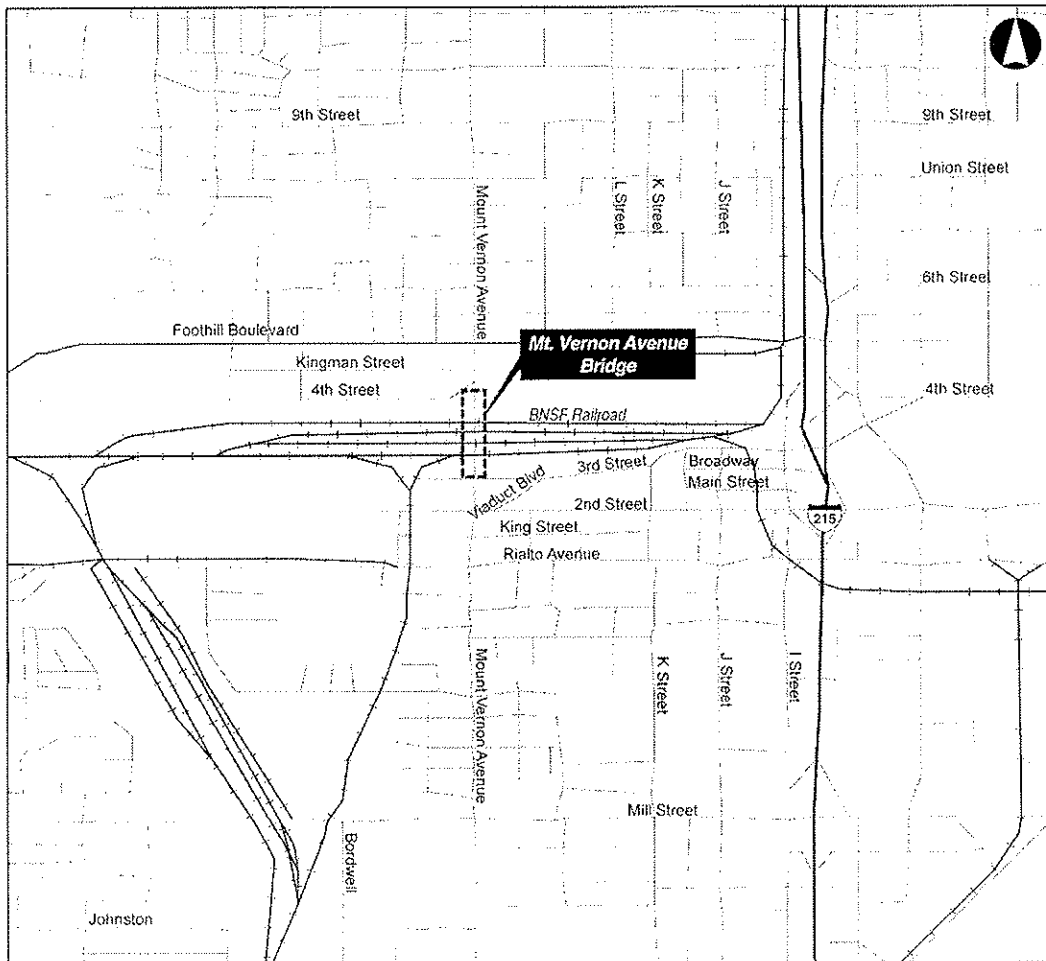 9th Street
9th Street
Union Street
Mount Vernon Avenue
L Street
K Street
J Street
6th Street
Foothill Boulevard
Mt. Vernon Avenue
Bridge
Kingman Street
4th Street
4th Street
BNSF Railroad
3rd Street
Broadway
Main Street
Viaduct Blvd
2nd Street
215
King Street
Rialto Avenue
Mount Vernon Avenue
K Street
J Street
I Street
Mill Street
Bordwell
Johnston